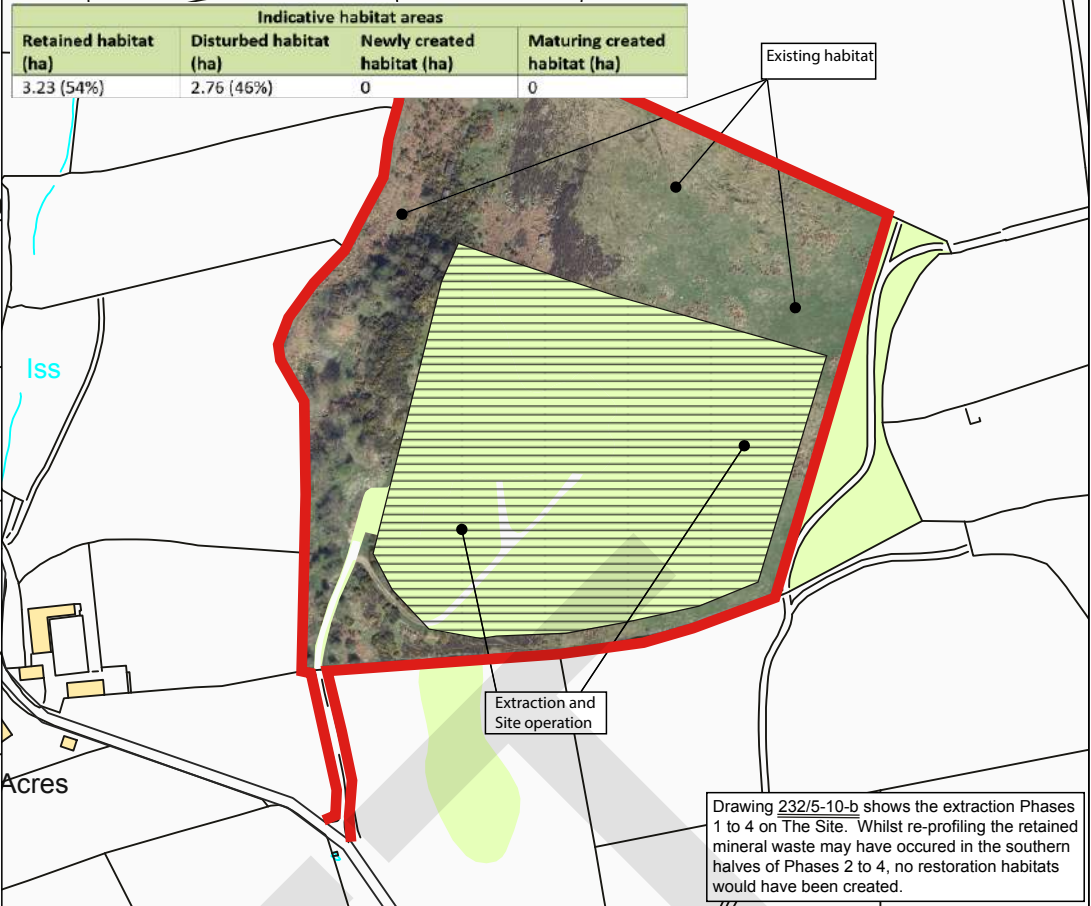 Indicative habitat areas
Retained habitat (ha)
Disturbed habitat (ha)
Newly created habitat (ha)
Maturing created habitat (ha)
3.23 (54%)
2.76 (46%)
0
0
Existing habitat
Iss
Extraction and
Site operation
Acres
Drawing 232/5-10-b shows the extraction Phases
1 to 4 on The Site. Whilst re-profiling the retained
mineral waste may have occured in the southern
halves of Phases 2 to 4, no restoration habitats
would have been created.